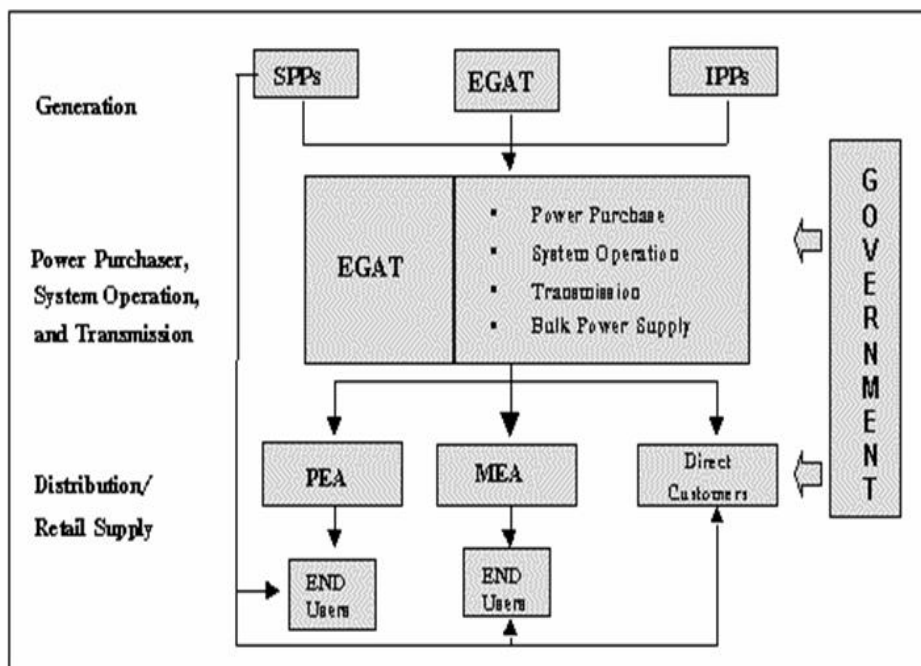 SPPs
EGAT
IPPs
Generation
GOVERNMENT
EGAT
▪ Power Purchase
▪ System Operation
▪ Transmission
▪ Bulk Power Supply
Power Purchaser,
System Operation,
and Transmission
PEA
MEA
Direct
Customers
Distribution/
Retail Supply
END
Users
END
Users